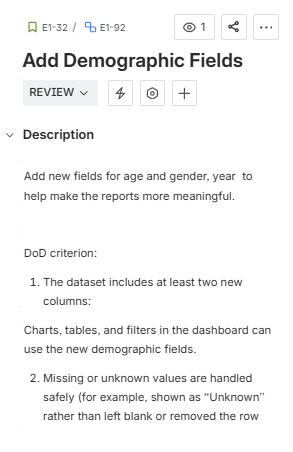 E1-32 / E1-92 1
Add Demographic Fields
REVIEW
Description
Add new fields for age and gender, year to
help make the reports more meaningful.
DoD criterion:
1. The dataset includes at least two new
columns:
Charts, tables, and filters in the dashboard can
use the new demographic fields.
2. Missing or unknown values are handled
safely (for example, shown as “Unknown”
rather than left blank or removed the row